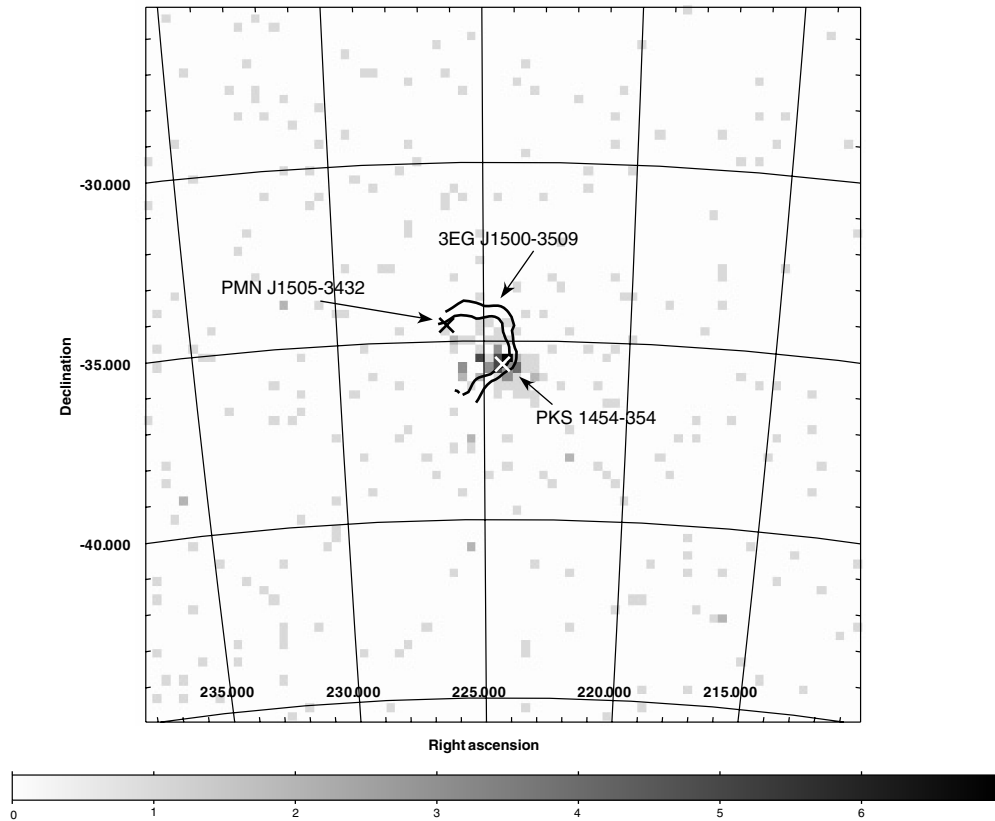 -30.000
3EG J1500-3509
PMN J1505-3432
-35.000
PKS 1454-354
Declination
-40.000
235.000 230.000 225.000 220.000 215.000
Right ascension
0 1 2 3 4 5 6